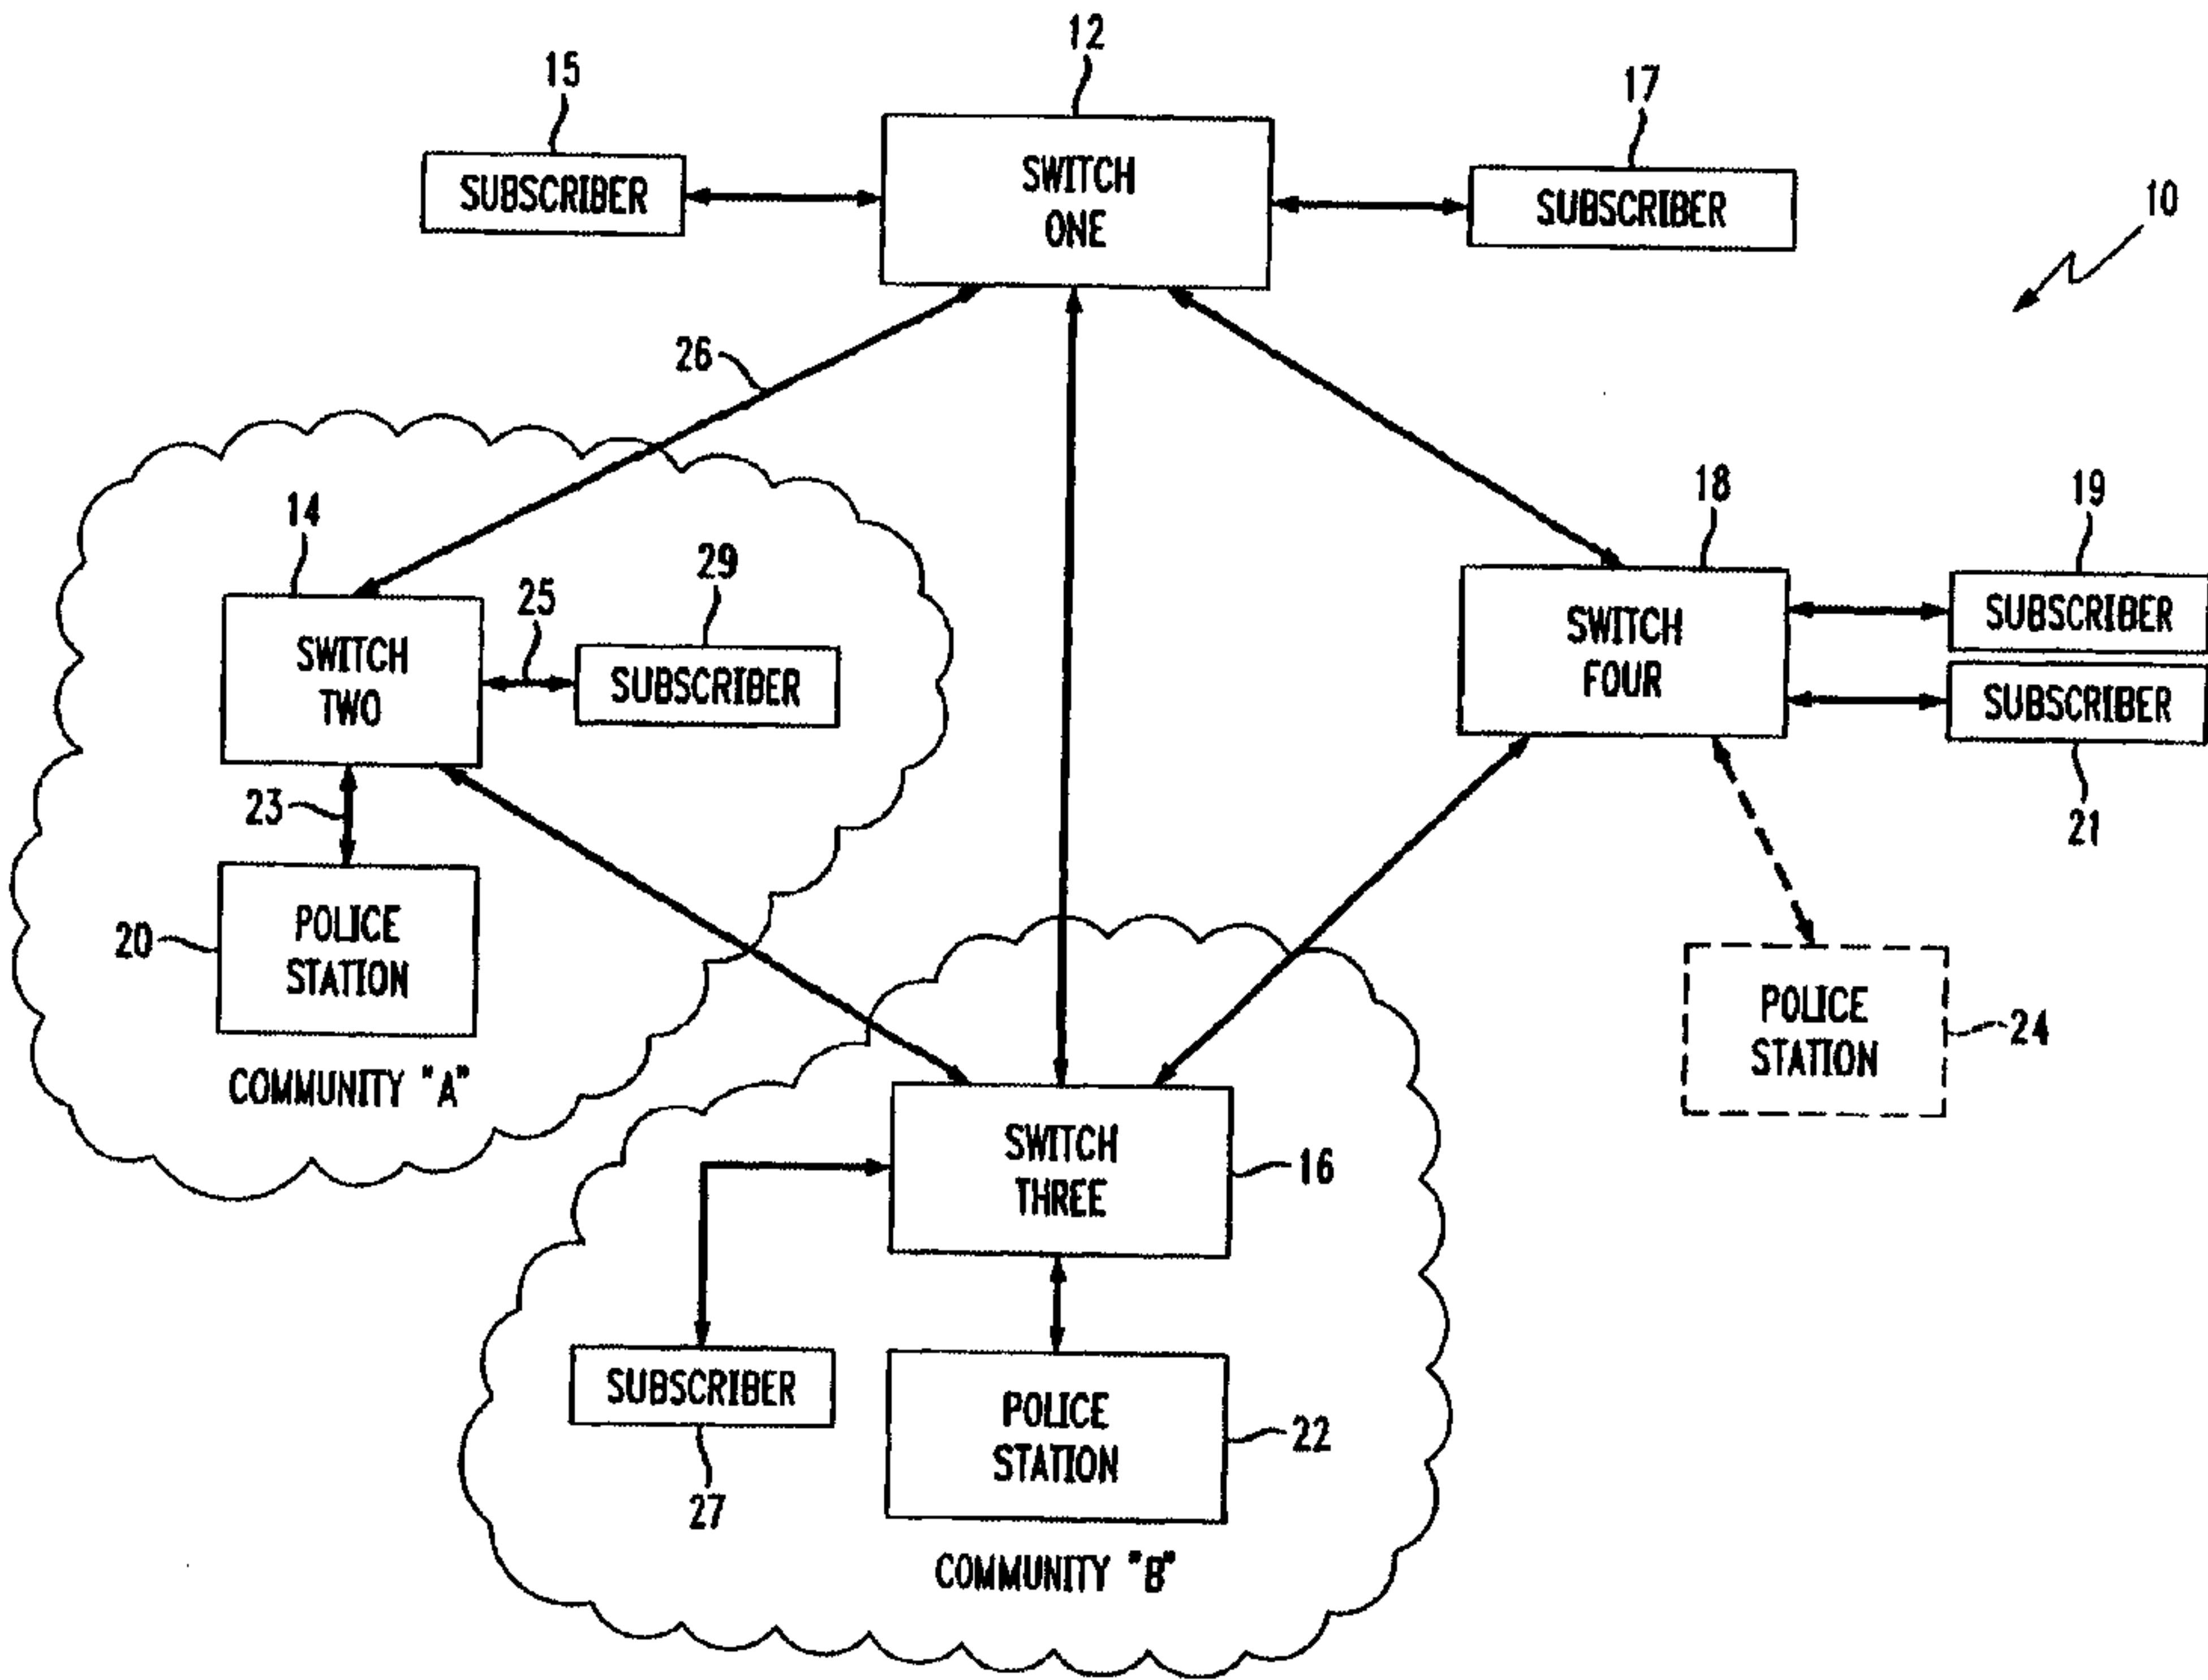 12
15
17
SUBSCRIBER
SWITCH
ONE
SUBSCRIBER
10
26
14
29
25
18
19
SWITCH
TWO
SUBSCRIBER
SWITCH
FOUR
SUBSCRIBER
SUBSCRIBER
23
21
20
POLICE
STATION
COMMUNITY "A"
POLICE
STATION
24
SWITCH
THREE
16
SUBSCRIBER
27
POLICE
STATION
22
COMMUNITY "B"